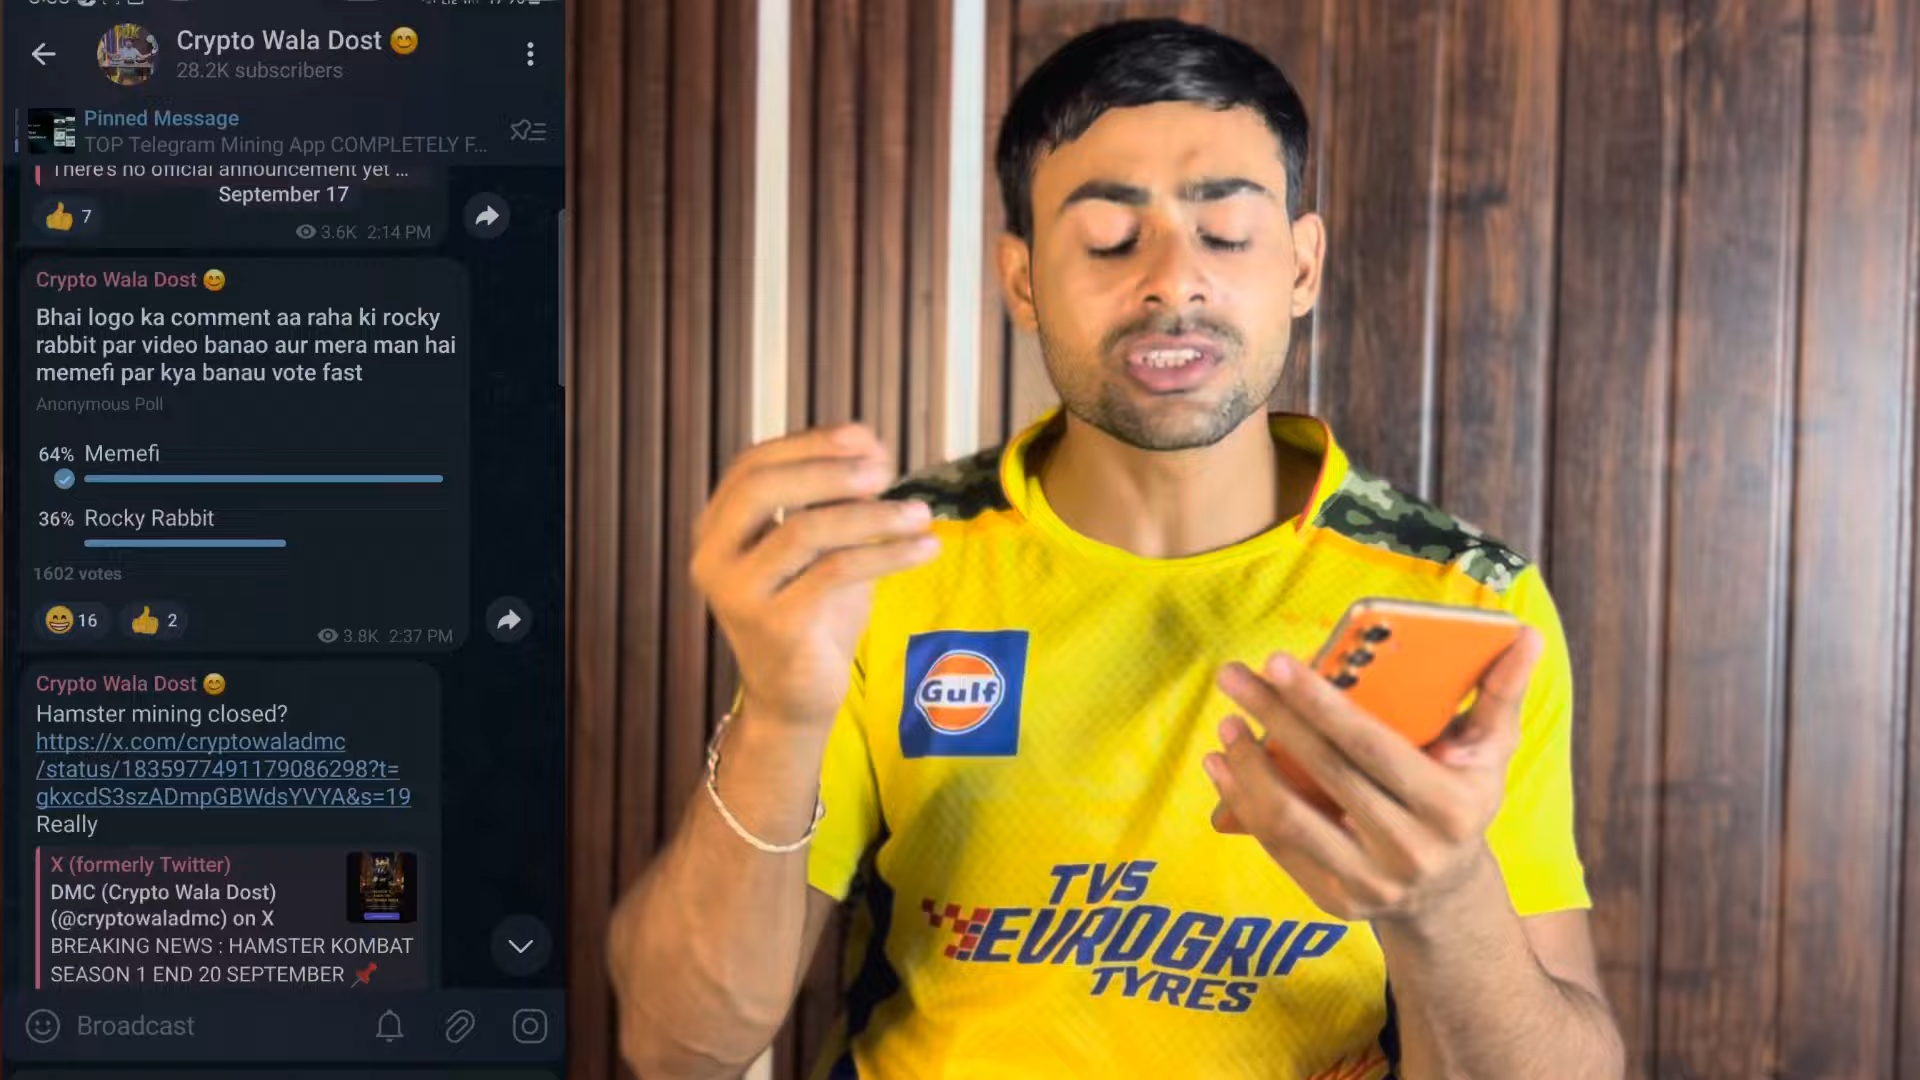 Crypto Wala Dost 😊
28.2K subscribers
Pinned Message
TOP Telegram Mining App COMPLETELY F...
There's no official announcement yet ...
September 17
👍 7
3.6K 2:14 PM
Crypto Wala Dost 😊
Bhai logo ka comment aa raha ki rocky
rabbit par video banao aur mera man hai
memefi par kya banau vote fast
Anonymous Poll
64% Memefi
36% Rocky Rabbit
1602 votes
😁 16 👍 2
3.8K 2:37 PM
Crypto Wala Dost 😊
Hamster mining closed?
https://x.com/cryptowaladmc
/status/1835977491179086298?t=
gkxcdS3szADmpGBWdsYVYA&s=19
Really
X (formerly Twitter)
DMC (Crypto Wala Dost)
(@cryptowaladmc) on X
BREAKING NEWS : HAMSTER KOMBAT
SEASON 1 END 20 SEPTEMBER 📌
Broadcast
Gulf
TVS
EUROGRIP
TYRES